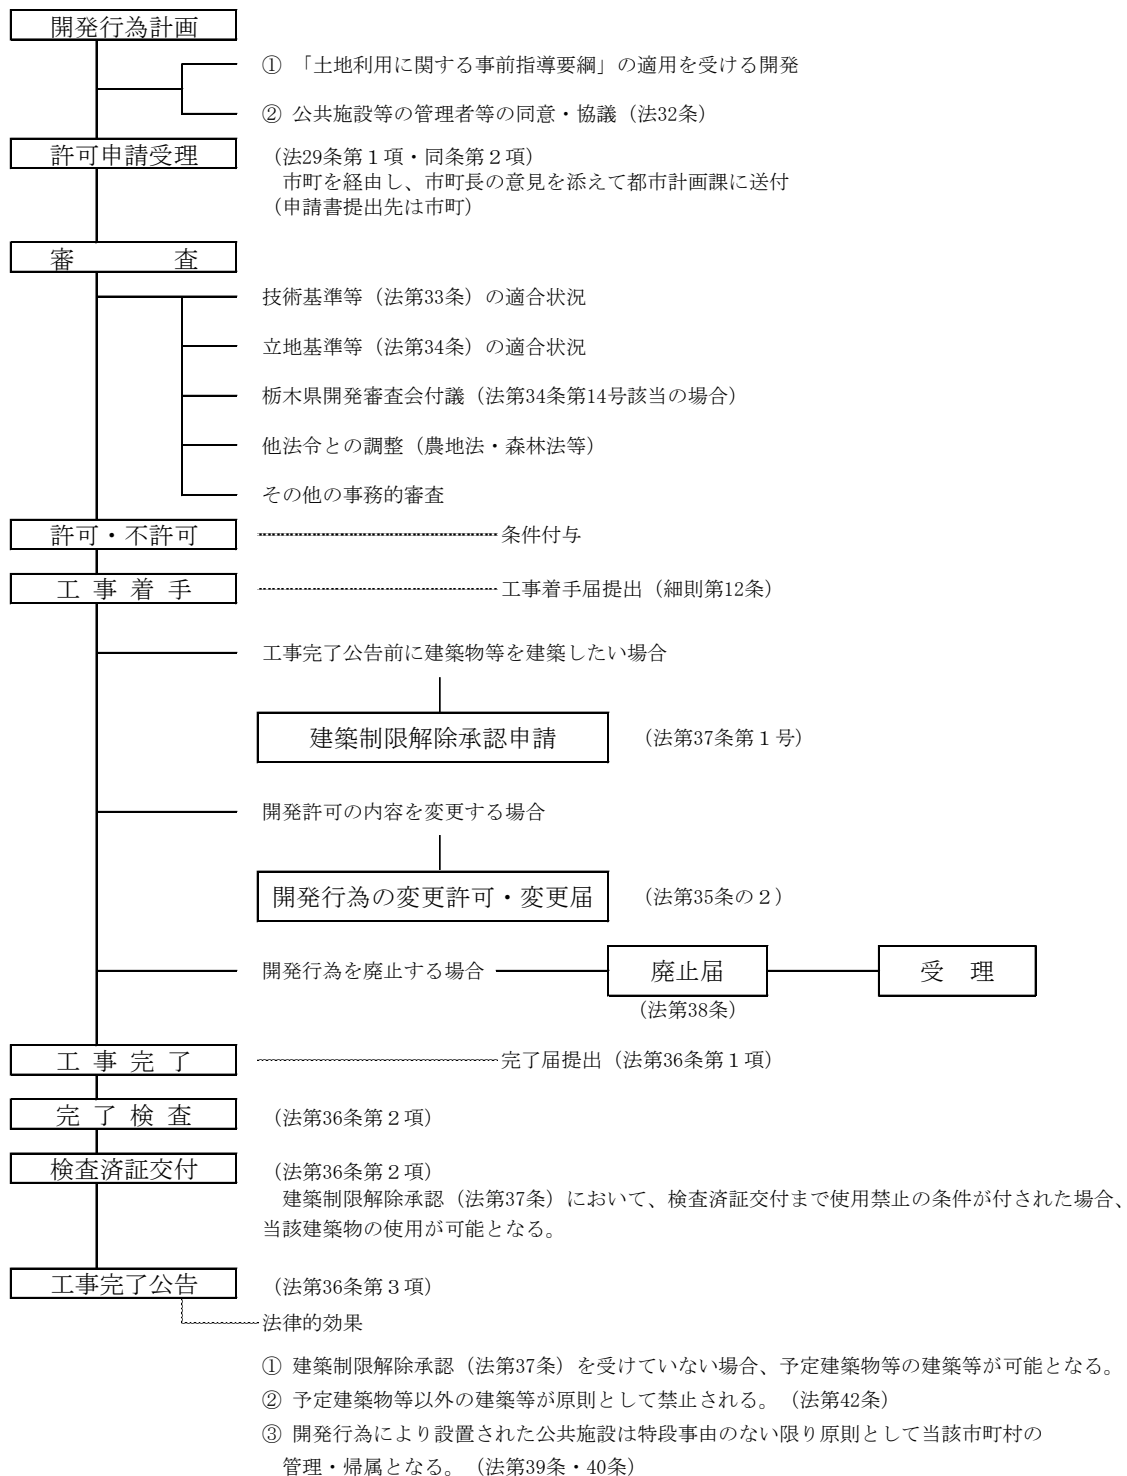 開発行為計画
① 「土地利用に関する事前指導要綱」の適用を受ける開発
② 公共施設等の管理者等の同意・協議（法32条）
許可申請受理
（法29条第１項・同条第２項）
市町を経由し、市町長の意見を添えて都市計画課に送付
（申請書提出先は市町）
審　　　査
技術基準等（法第33条）の適合状況
立地基準等（法第34条）の適合状況
栃木県開発審査会付議（法第34条第14号該当の場合）
他法令との調整（農地法・森林法等）
その他の事務的審査
許可・不許可
条件付与
工 事 着 手
工事着手届提出（細則第12条）
工事完了公告前に建築物等を建築したい場合
建築制限解除承認申請
（法第37条第１号）
開発許可の内容を変更する場合
開発行為の変更許可・変更届
（法第35条の２）
開発行為を廃止する場合
廃止届
受　理
（法第38条）
工 事 完 了
完了届提出（法第36条第１項）
完 了 検 査
（法第36条第２項）
検査済証交付
（法第36条第２項）
建築制限解除承認（法第37条）において、検査済証交付まで使用禁止の条件が付された場合、
当該建築物の使用が可能となる。
工事完了公告
（法第36条第３項）
法律的効果
① 建築制限解除承認（法第37条）を受けていない場合、予定建築物等の建築等が可能となる。
② 予定建築物等以外の建築等が原則として禁止される。（法第42条）
③ 開発行為により設置された公共施設は特段事由のない限り原則として当該市町村の
管理・帰属となる。（法第39条・40条）